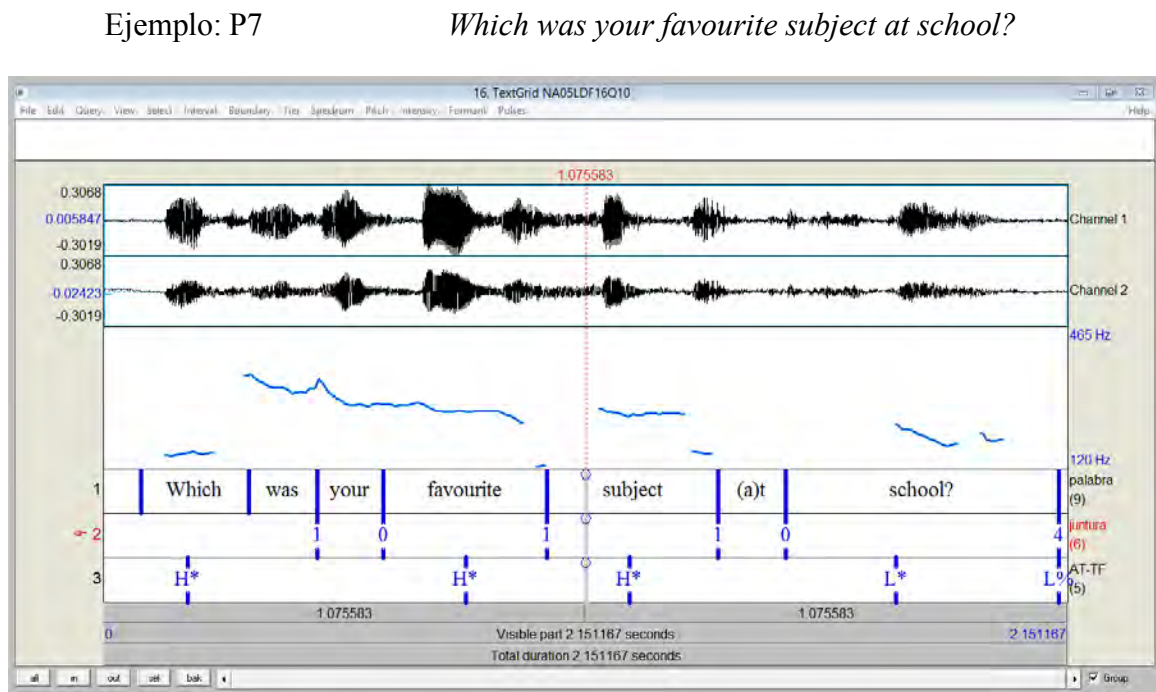 Ejemplo: P7 Which was your favourite subject at school?
16. TextGrid NA05LDF16Q10
File Edit Query View Select Interval Boundary Tier Spectrum Pitch Intensity Formant Pulses Help
1.075583
0.3068
0.005847
-0.3019
Channel 1
0.3068
-0.02423
-0.3019
Channel 2
465 Hz
120 Hz
1 Which was your favourite subject (a)t school? palabra (9)
2 1 0 1 1 0 4 juntura (6)
3 H* H* H* L* L% AT-TF (5)
1.075583 1.075583
0 Visible part 2.151167 seconds 2.151167
Total duration 2.151167 seconds
all in out sel bak Group